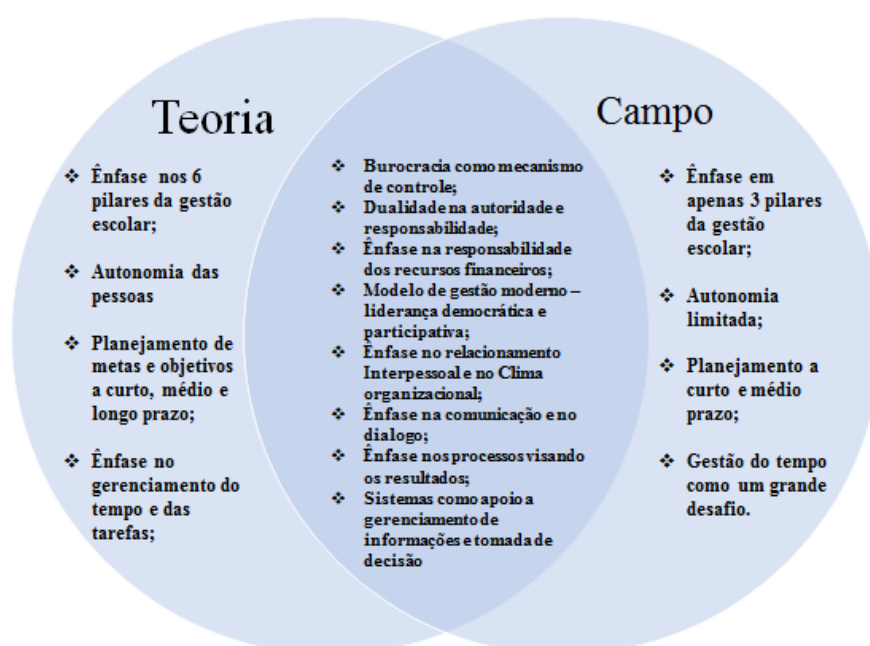 Teoria
❖ Ênfase nos 6
pilares da gestão
escolar;
❖ Autonomia das
pessoas
❖ Planejamento de
metas e objetivos
a curto, médio e
longo prazo;
❖ Ênfase no
gerenciamento do
tempo e das
tarefas;
❖ Burocracia como mecanismo
de controle;
❖ Dualidade na autoridade e
responsabilidade;
❖ Ênfase na responsabilidade
dos recursos financeiros;
❖ Modelo de gestão moderno –
liderança democrática e
participativa;
❖ Ênfase no relacionamento
Interpessoal e no Clima
organizacional;
❖ Ênfase na comunicação e no
dialogo;
❖ Ênfase nos processos visando
os resultados;
❖ Sistemas como apoio a
gerenciamento de
informações e tomada de
decisão
Campo
❖ Ênfase em
apenas 3 pilares
da gestão
escolar;
❖ Autonomia
limitada;
❖ Planejamento a
curto e médio
prazo;
❖ Gestão do tempo
como um grande
desafio.